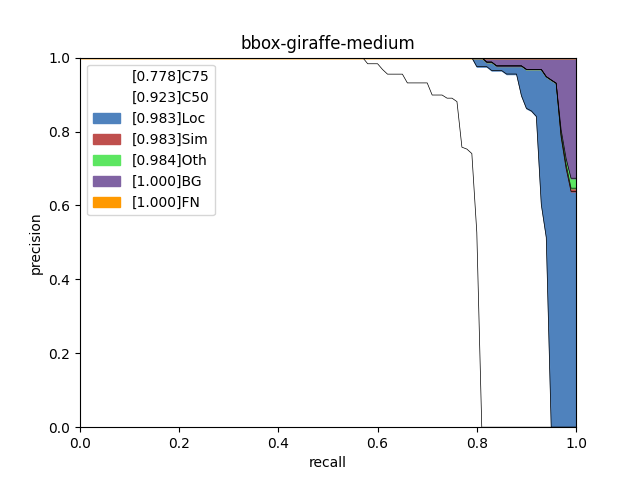 bbox-giraffe-medium
1.0
0.8
0.6
0.4
0.2
0.0
precision
[0.778]C75
[0.923]C50
[0.983]Loc
[0.983]Sim
[0.984]Oth
[1.000]BG
[1.000]FN
0.0 0.2 0.4 0.6 0.8 1.0
recall